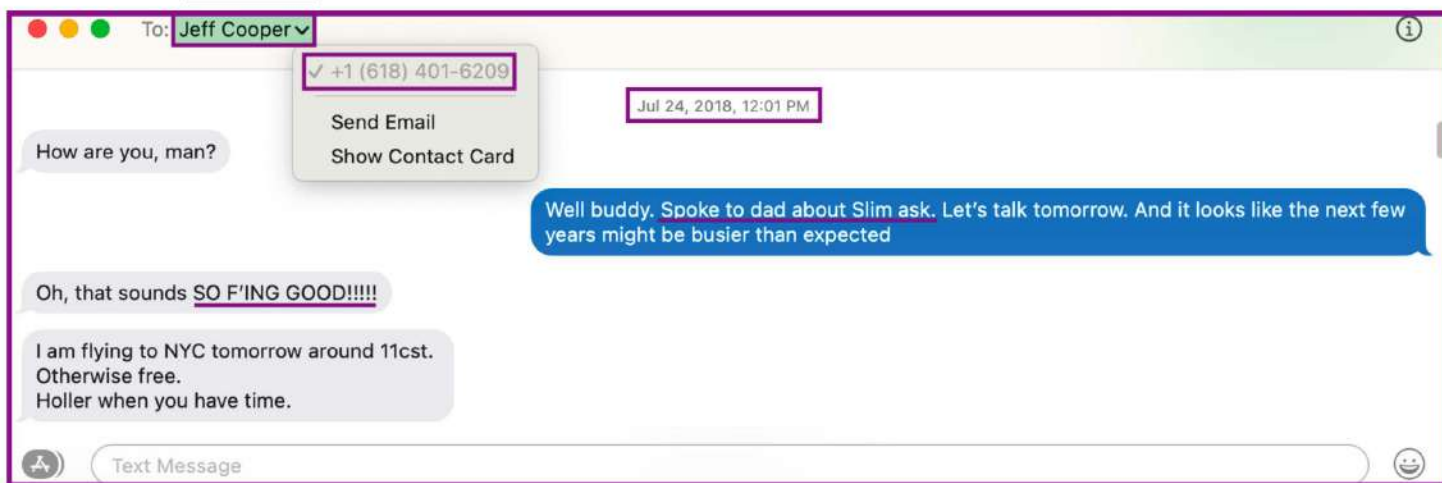 To: Jeff Cooper
✓ +1 (618) 401-6209
Send Email
Show Contact Card
Jul 24, 2018, 12:01 PM
How are you, man?
Well buddy. Spoke to dad about Slim ask. Let's talk tomorrow. And it looks like the next few
years might be busier than expected
Oh, that sounds SO F'ING GOOD!!!!!
I am flying to NYC tomorrow around 11cst.
Otherwise free.
Holler when you have time.
Text Message